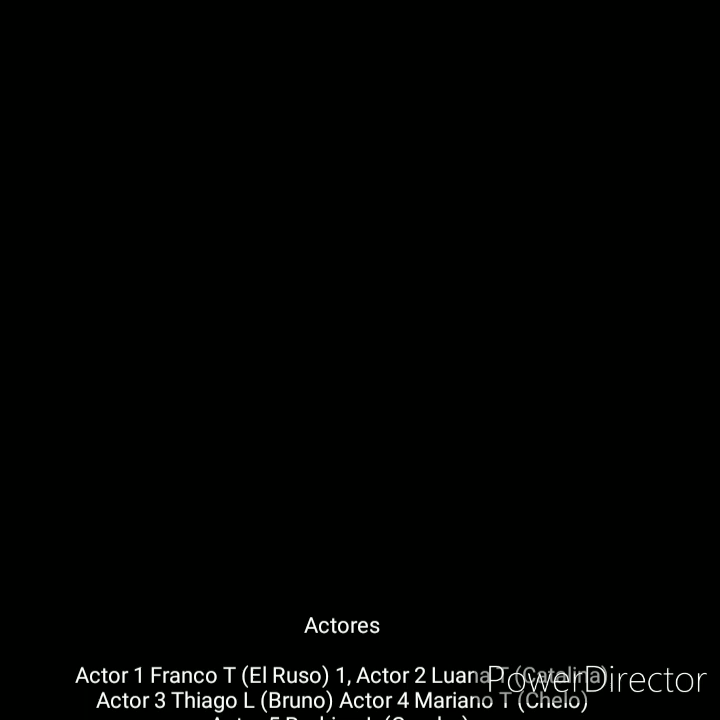 Actores
Actor 1 Franco T (El Ruso) 1, Actor 2 Luana T (Catalina)
Actor 3 Thiago L (Bruno) Actor 4 Mariano T (Chelo)
PowerDirector